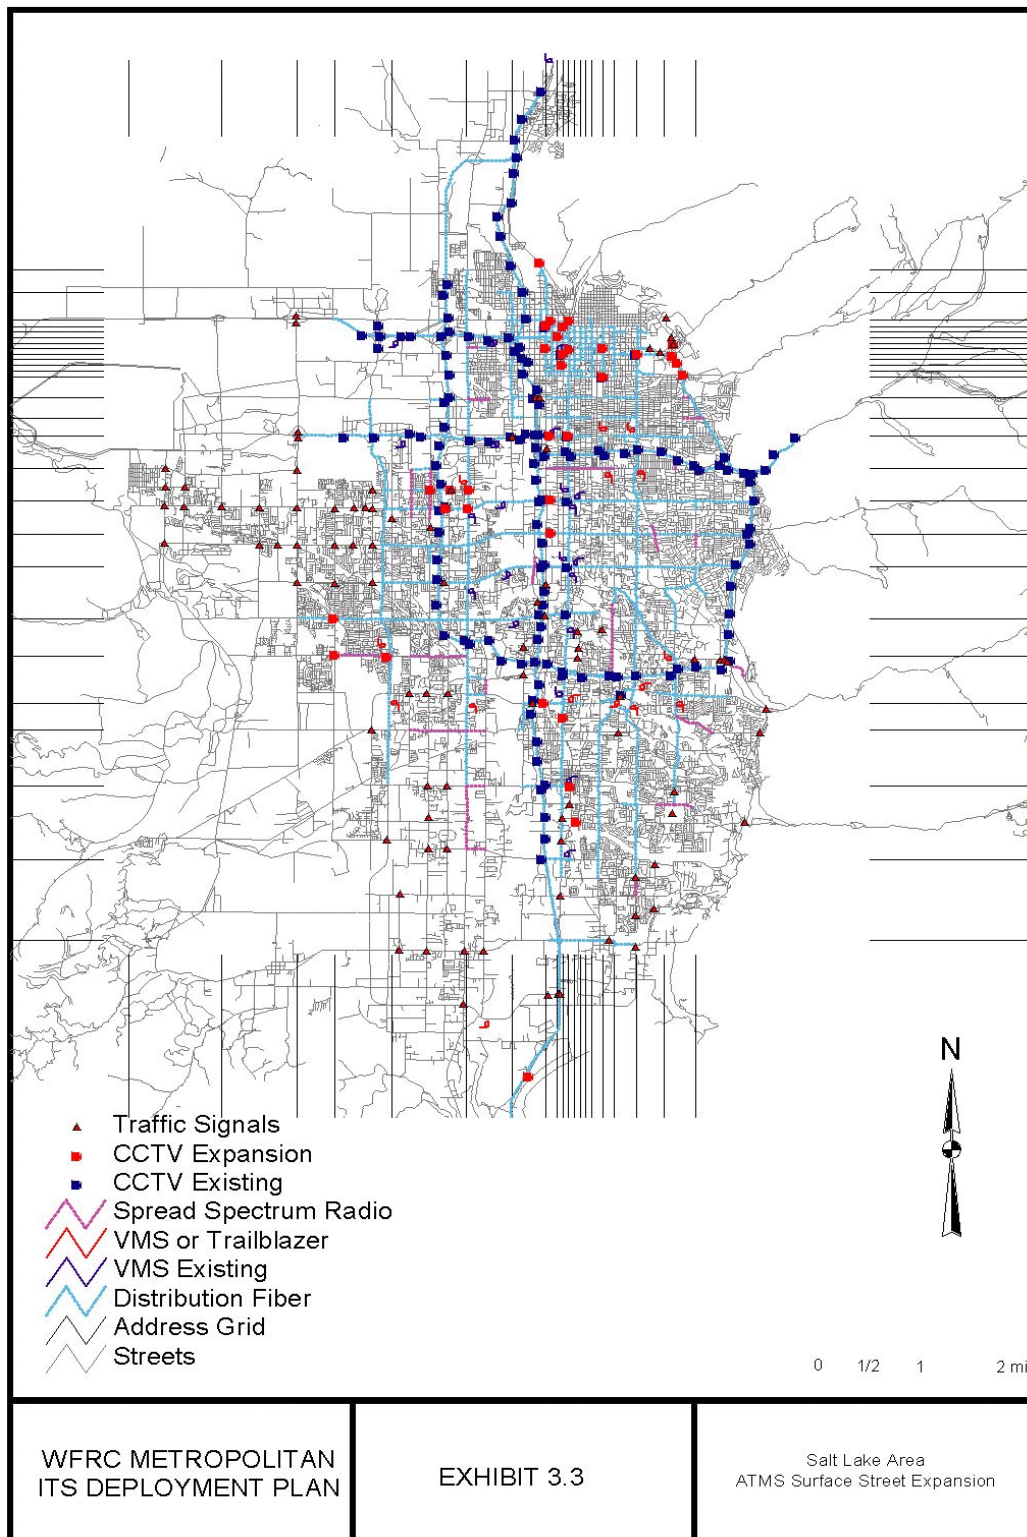 N
Traffic Signals
CCTV Expansion
CCTV Existing
Spread Spectrum Radio
VMS or Trailblazer
VMS Existing
Distribution Fiber
Address Grid
Streets
0 1/2 1 2 mi
WFRC METROPOLITAN
ITS DEPLOYMENT PLAN
EXHIBIT 3.3
Salt Lake Area
ATMS Surface Street Expansion